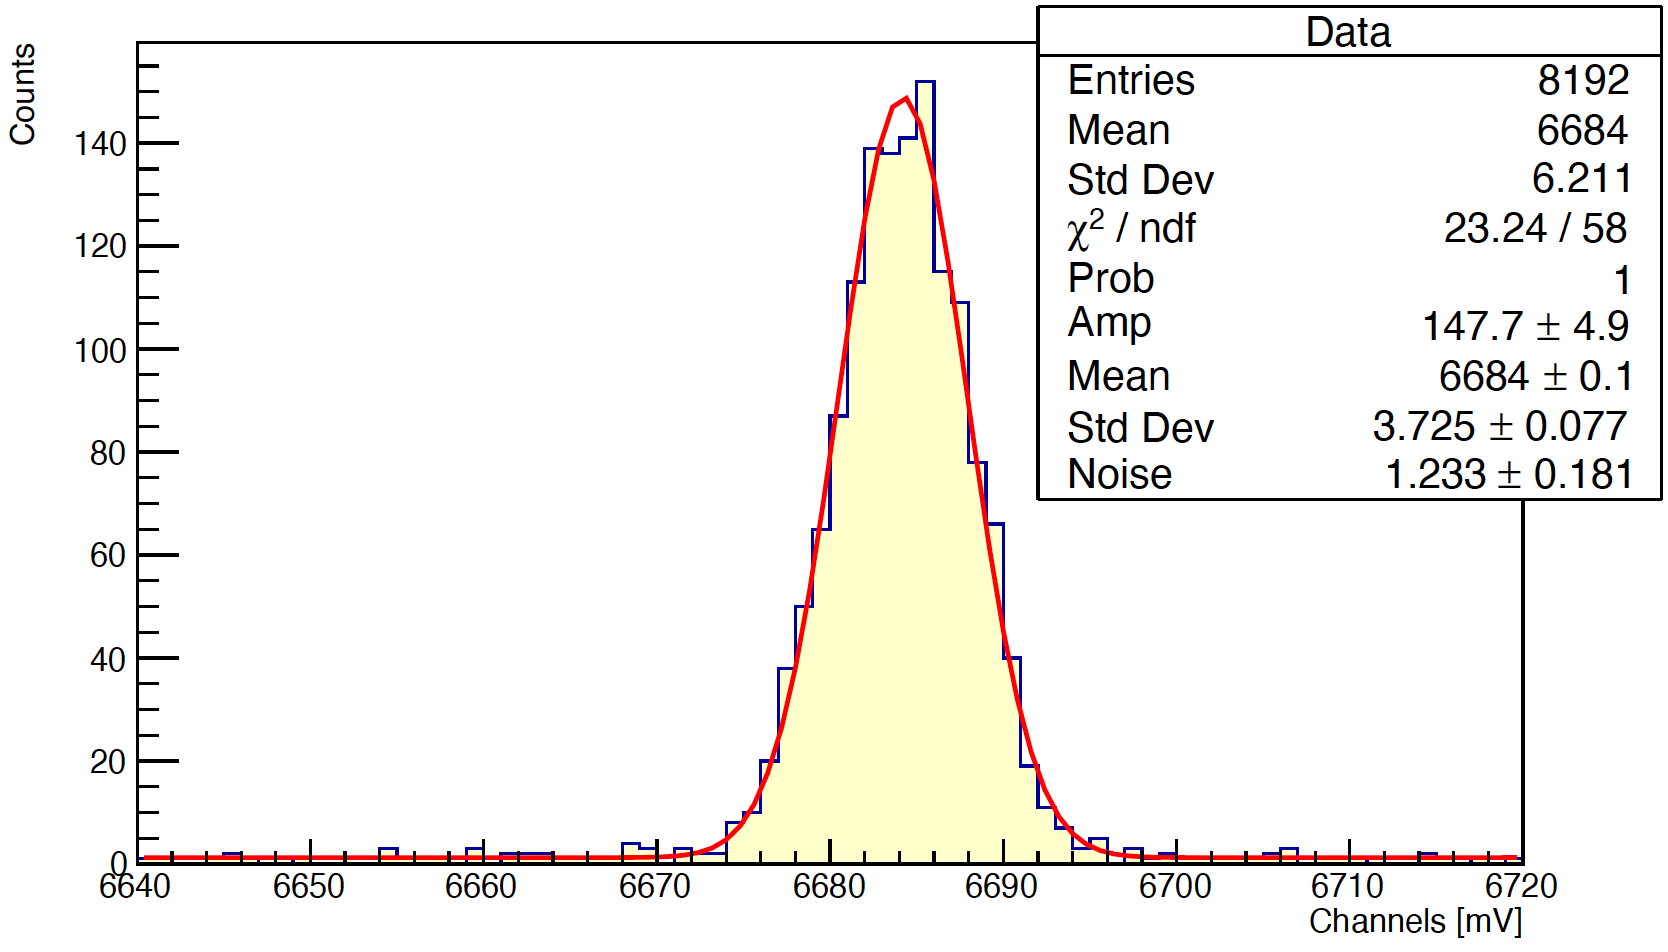 Counts
140
120
100
80
60
40
20
0
6640 6650 6660 6670 6680 6690 6700 6710 6720
Channels [mV]
Data
Entries 8192
Mean 6684
Std Dev 6.211
χ² / ndf 23.24 / 58
Prob 1
Amp 147.7 ± 4.9
Mean 6684 ± 0.1
Std Dev 3.725 ± 0.077
Noise 1.233 ± 0.181